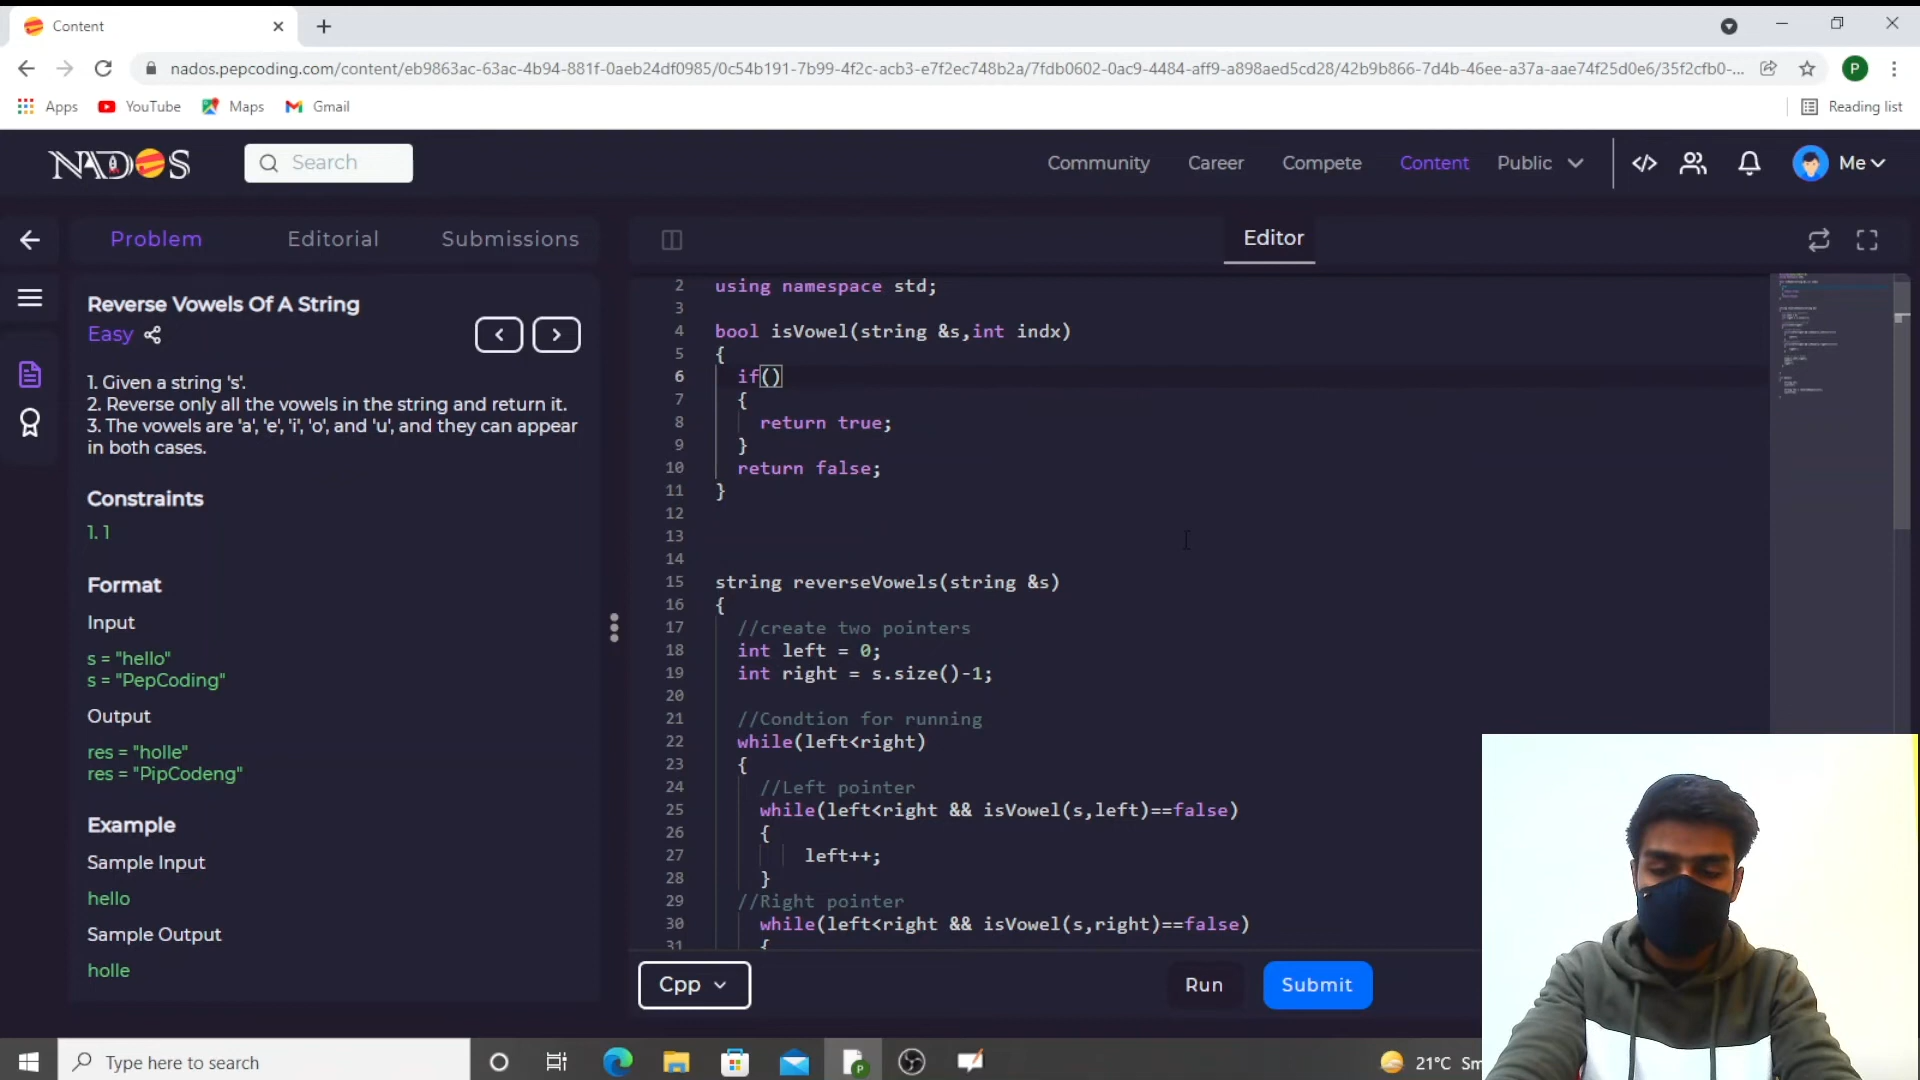 Content
nados.pepcoding.com/content/eb9863ac-63ac-4b94-881f-0aeb24df0985/0c54b191-7b99-4f2c-acb3-e7f2ec748b2a/7fdb0602-0ac9-4484-aff9-a898aed5cd28/42b9b866-7d4b-46ee-a37a-aae74f25d0e6/35f2cfb0-...
P
Apps YouTube Maps Gmail Reading list
NADOS Search Community Career Compete Content Public Me
Problem Editorial Submissions Editor
Reverse Vowels Of A String
Easy
1. Given a string 's'.
2. Reverse only all the vowels in the string and return it.
3. The vowels are 'a', 'e', 'i', 'o', and 'u', and they can appear
in both cases.
Constraints
1. 1
Format
Input
s = "hello"
s = "PepCoding"
Output
res = "holle"
res = "PipCodeng"
Example
Sample Input
hello
Sample Output
holle
2 using namespace std;
3
4 bool isVowel(string &s,int indx)
5 {
6 if()
7 {
8 return true;
9 }
10 return false;
11 }
12
13
14
15 string reverseVowels(string &s)
16 {
17 //create two pointers
18 int left = 0;
19 int right = s.size()-1;
20
21 //Condtion for running
22 while(left<right)
23 {
24 //Left pointer
25 while(left<right && isVowel(s,left)==false)
26 {
27 left++;
28 }
29 //Right pointer
30 while(left<right && isVowel(s,right)==false)
31 {
Cpp Run Submit
Type here to search 21°C Sm